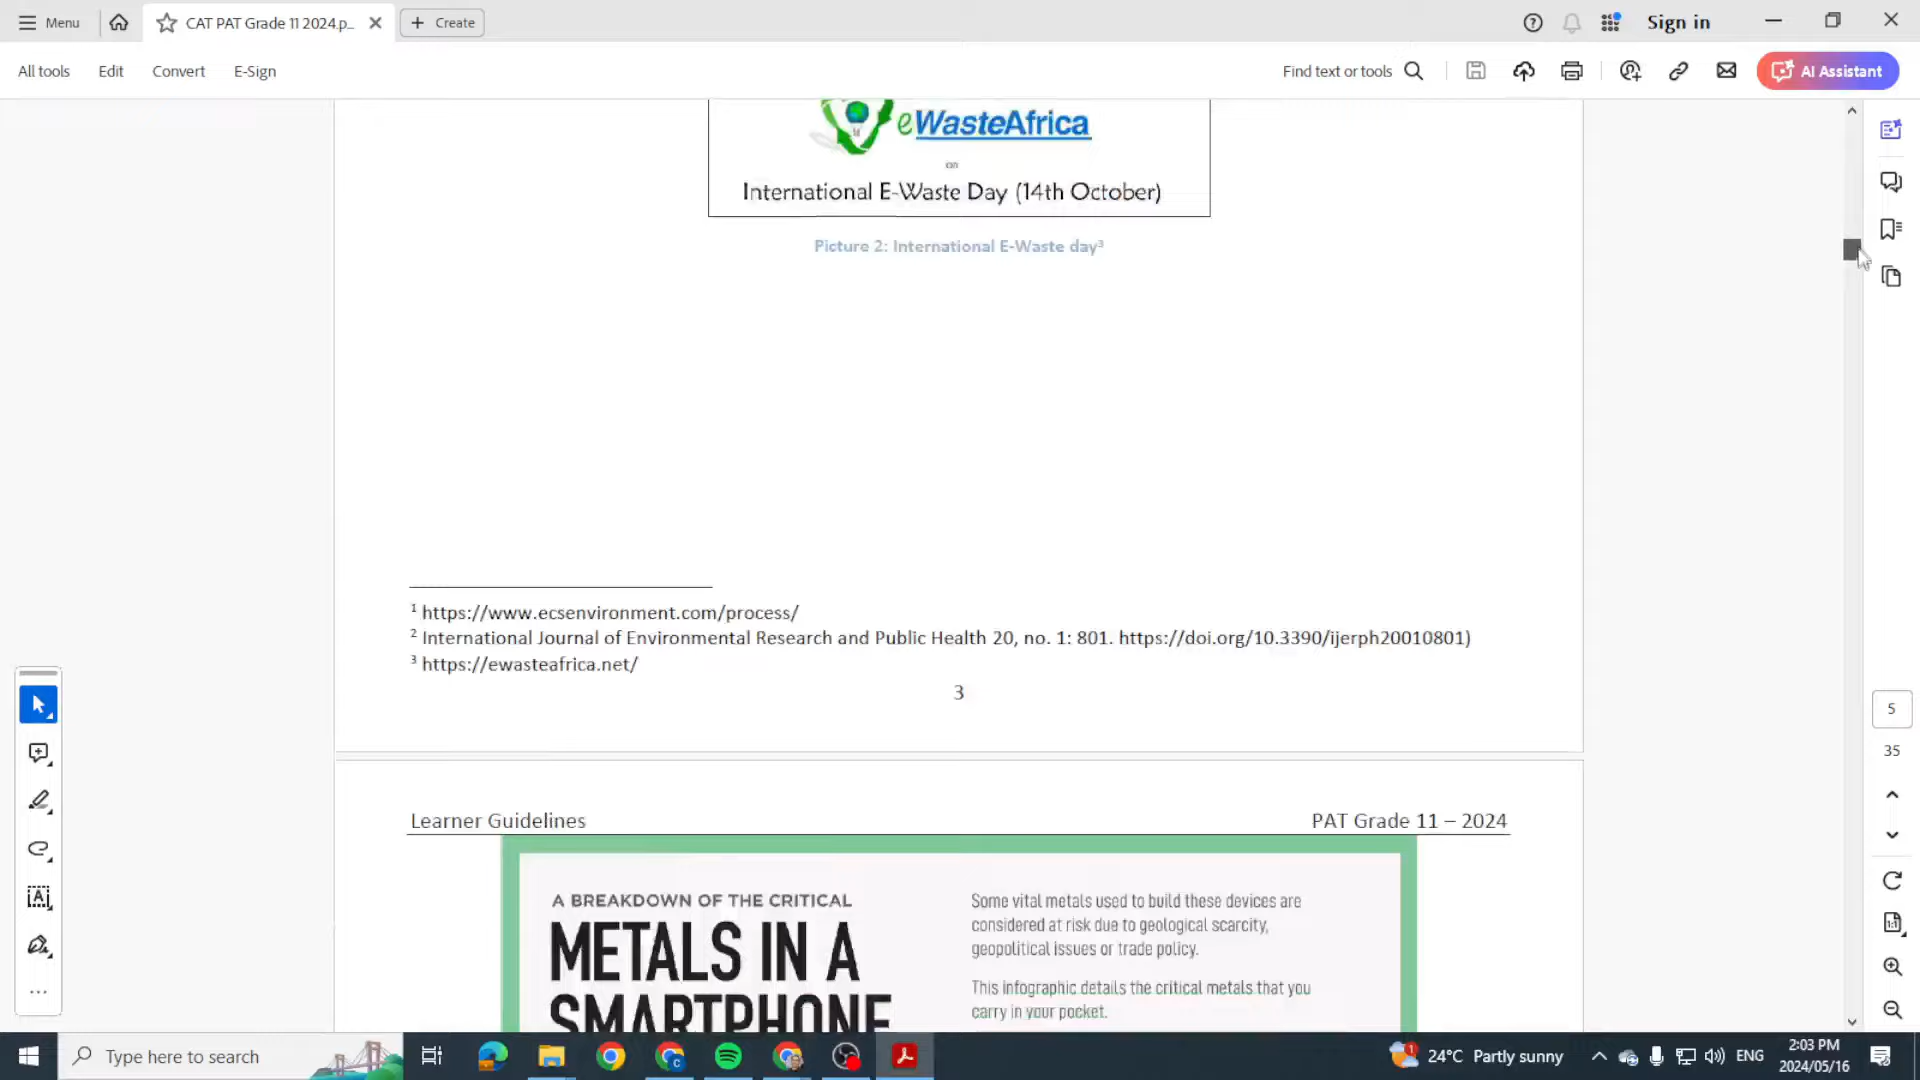 Menu
CAT PAT Grade 11 2024.p...
Create
Sign in
All tools
Edit
Convert
E-Sign
Find text or tools
AI Assistant
eWasteAfrica
on
International E-Waste Day (14th October)
Picture 2: International E-Waste day³
¹ https://www.ecsenvironment.com/process/
² International Journal of Environmental Research and Public Health 20, no. 1: 801. https://doi.org/10.3390/ijerph20010801)
³ https://ewasteafrica.net/
3
5
35
Learner Guidelines
PAT Grade 11 – 2024
A BREAKDOWN OF THE CRITICAL
METALS IN A
SMARTPHONE
Some vital metals used to build these devices are
considered at risk due to geological scarcity,
geopolitical issues or trade policy.
This infographic details the critical metals that you
carry in your pocket.
Type here to search
24°C Partly sunny
ENG
2:03 PM
2024/05/16